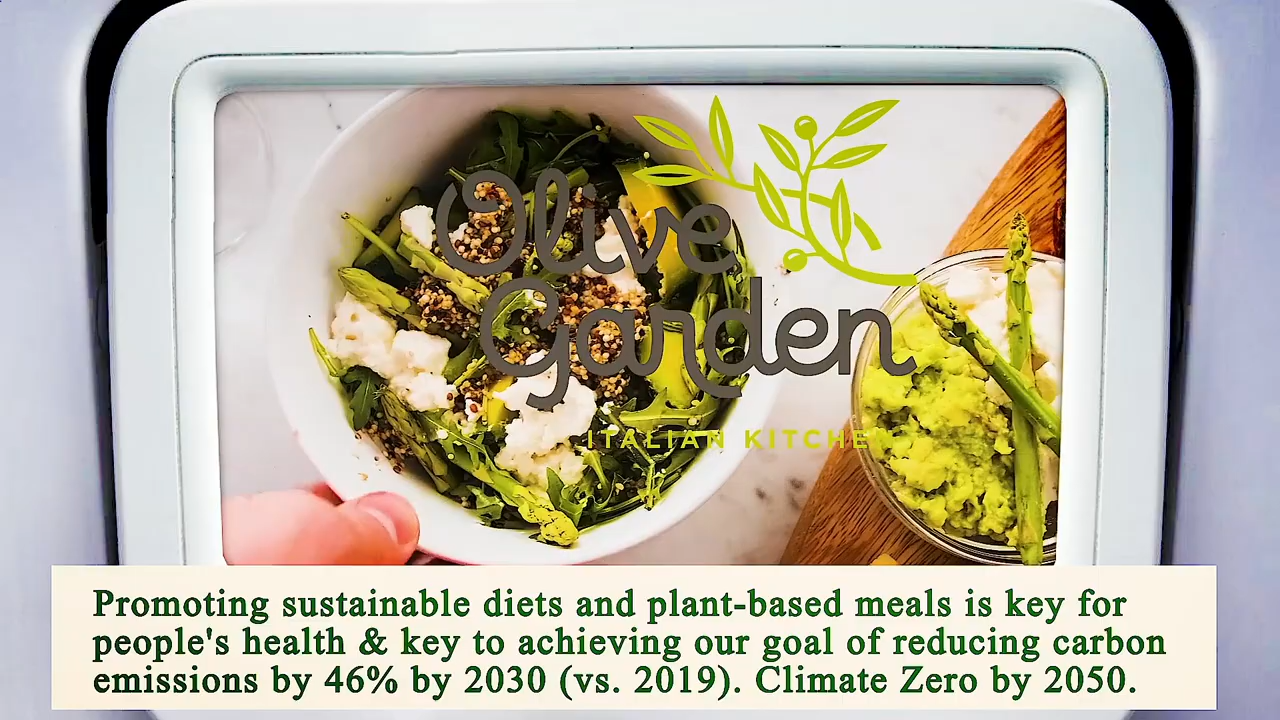 Olive
Garden
ITALIAN KITCHEN
Promoting sustainable diets and plant-based meals is key for
people's health & key to achieving our goal of reducing carbon
emissions by 46% by 2030 (vs. 2019). Climate Zero by 2050.